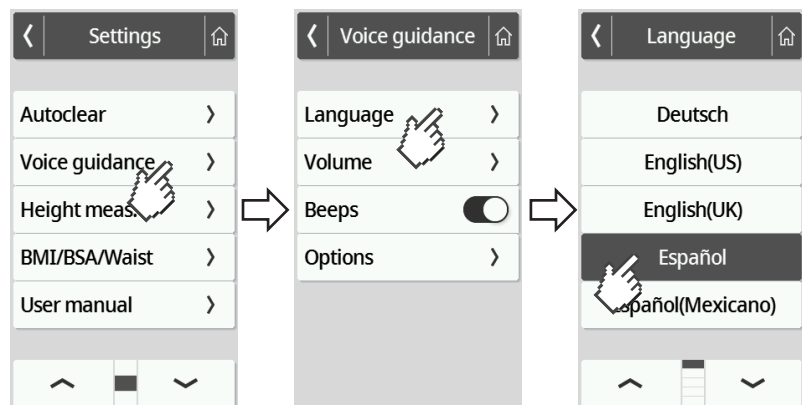 Settings
Autoclear
Voice guidance
Height meas.
BMI/BSA/Waist
User manual
Voice guidance
Language
Volume
Beeps
Options
Language
Deutsch
English(US)
English(UK)
Español
spañol(Mexicano)